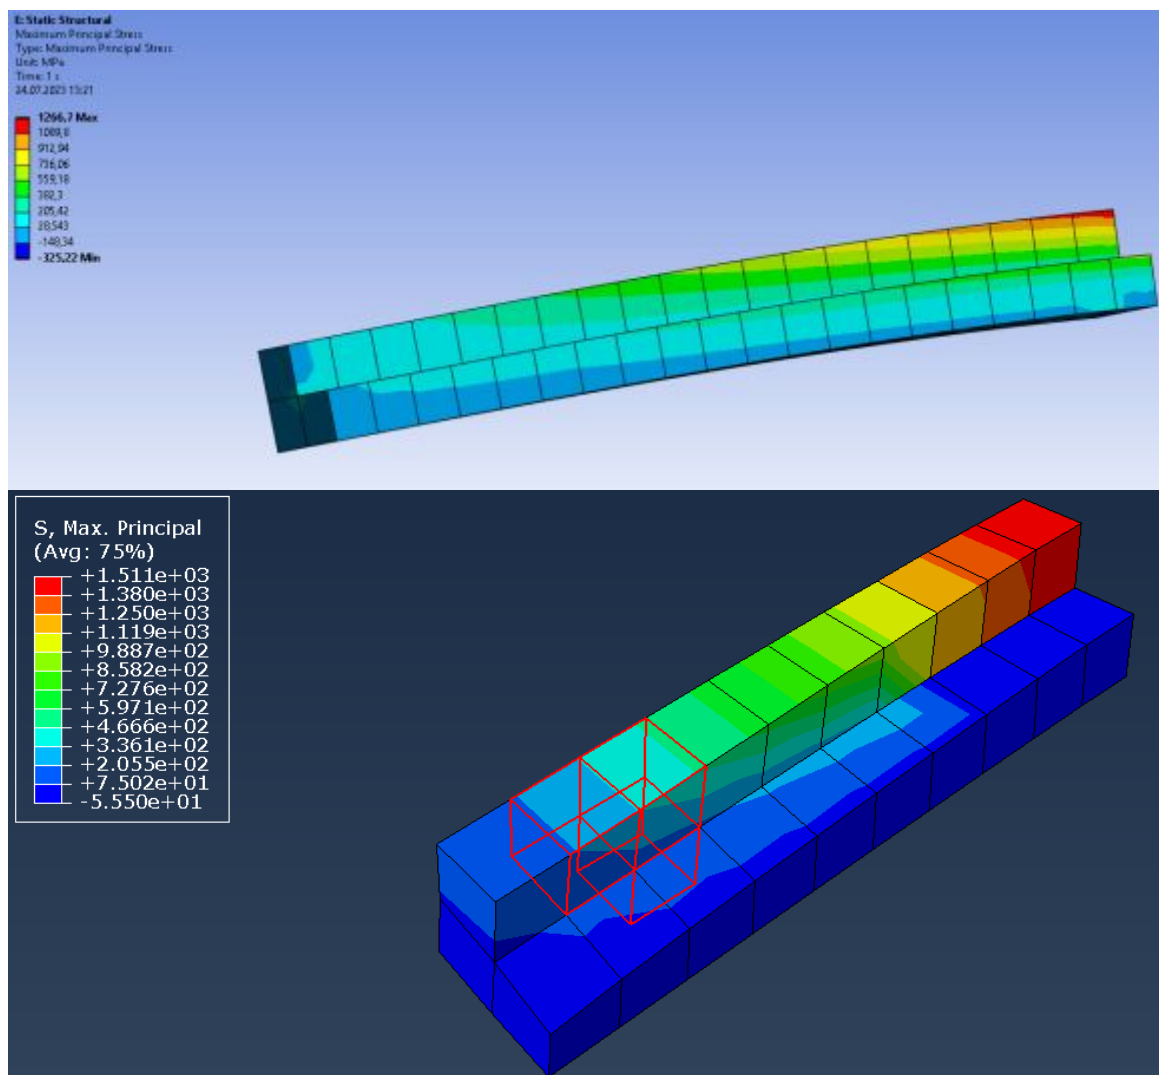 E: Static Structural
Maximum Principal Stress
Type: Maximum Principal Stress
Unit: MPa
Time: 1 s
24.07.2023 13:21
1266,7 Max
1089,8
912,94
736,06
559,18
382,3
205,42
28,543
-148,34
-325,22 Min
S, Max. Principal
(Avg: 75%)
+1.511e+03
+1.380e+03
+1.250e+03
+1.119e+03
+9.887e+02
+8.582e+02
+7.276e+02
+5.971e+02
+4.666e+02
+3.361e+02
+2.055e+02
+7.502e+01
-5.550e+01